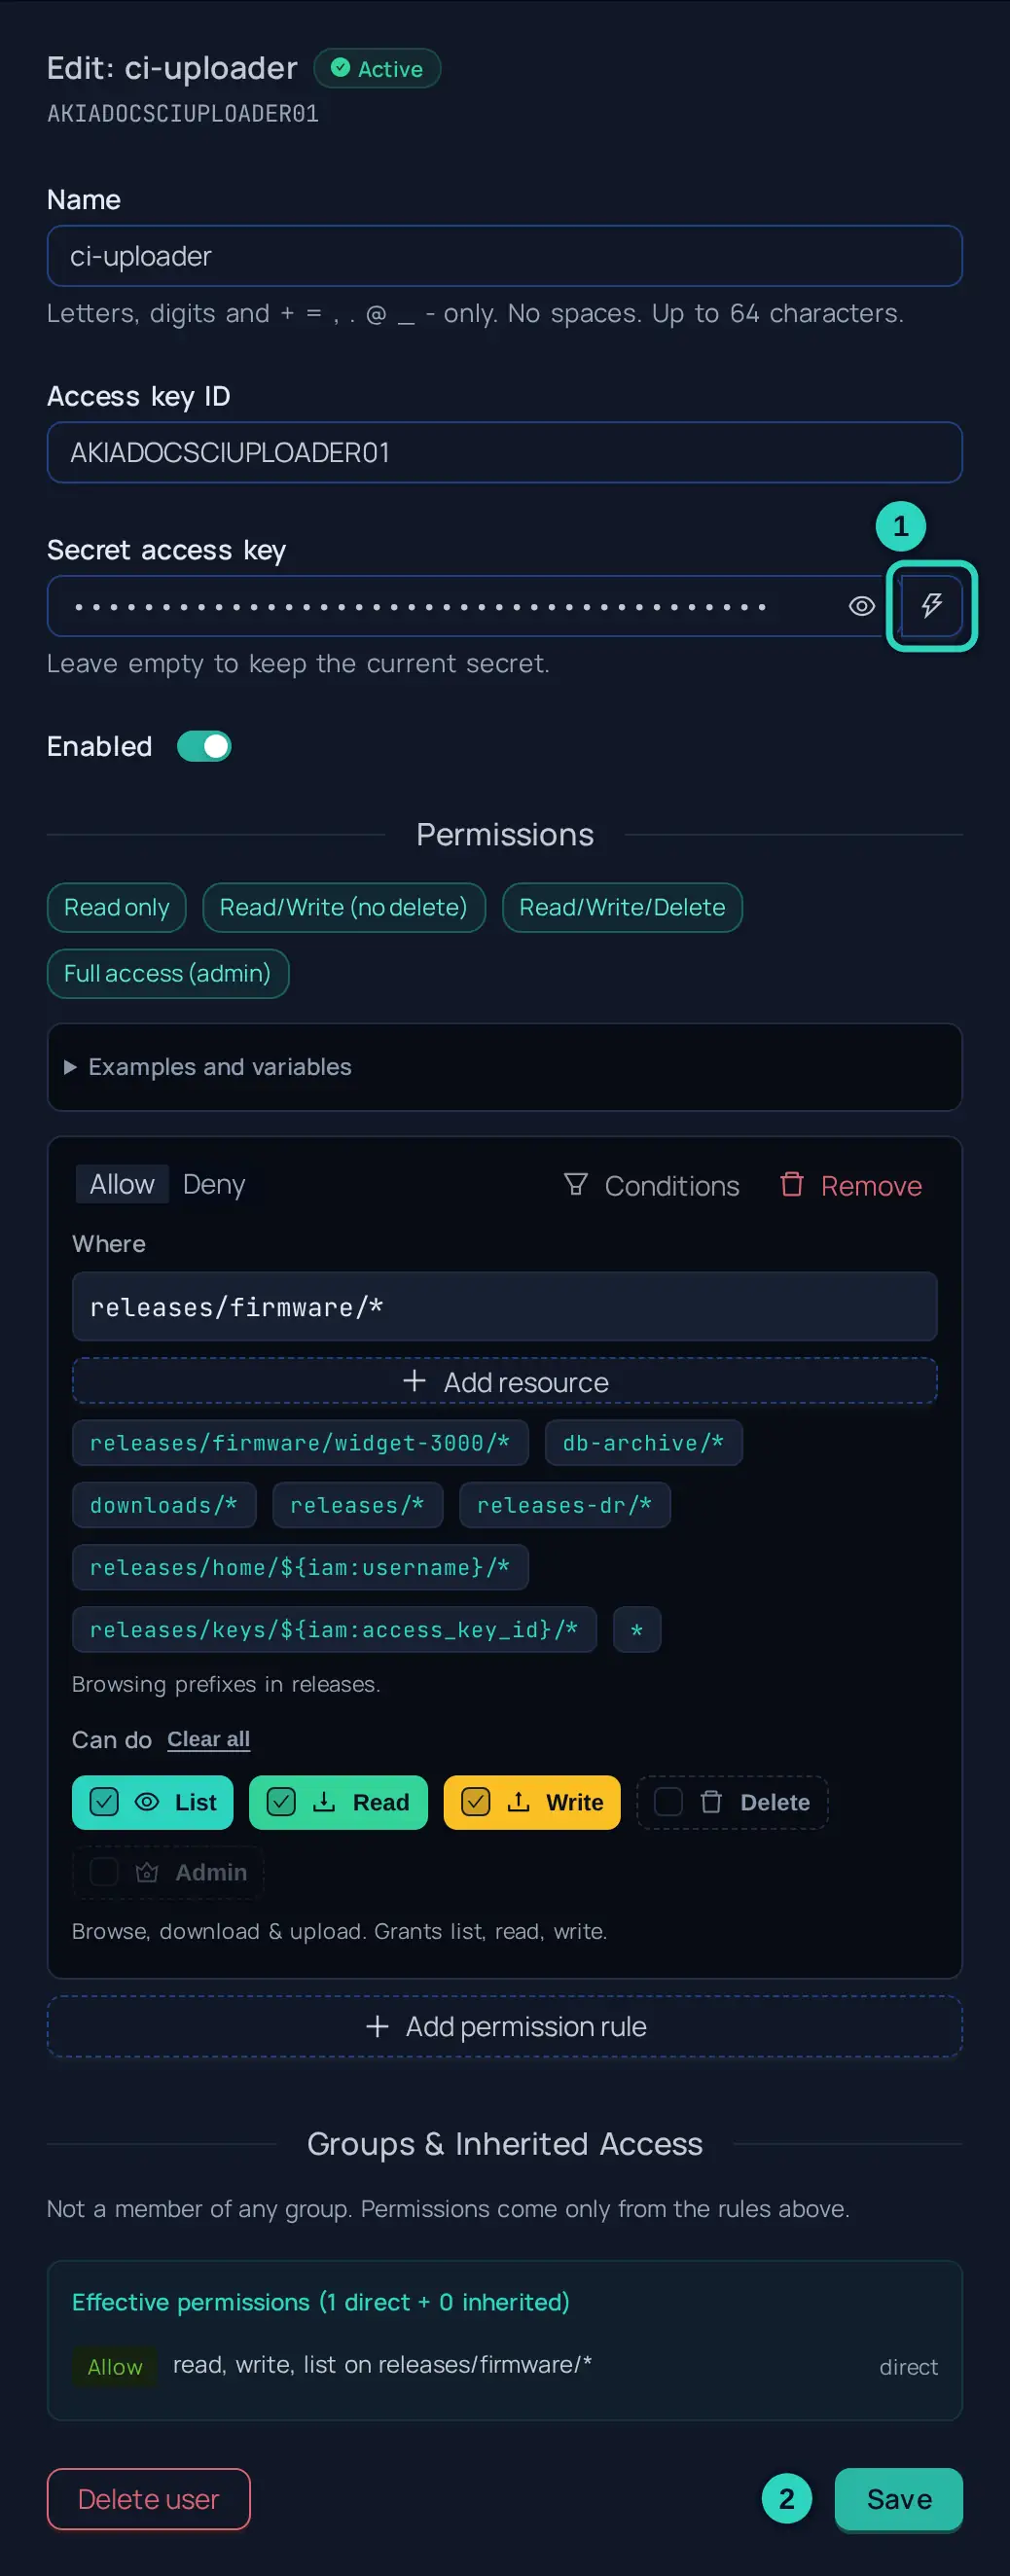 Edit: ci-uploader Active
AKIADOCSCIUPLOADER01
Name
ci-uploader
Letters, digits and + = , . @ _ - only. No spaces. Up to 64 characters.
Access key ID
AKIADOCSCIUPLOADER01
1
Secret access key
••••••••••••••••••••••••••••••••••••••••
Leave empty to keep the current secret.
Enabled
Permissions
Read only Read/Write (no delete) Read/Write/Delete
Full access (admin)
Examples and variables
Allow Deny Conditions Remove
Where
releases/firmware/*
+ Add resource
releases/firmware/widget-3000/* db-archive/*
downloads/* releases/* releases-dr/*
releases/home/${iam:username}/*
releases/keys/${iam:access_key_id}/* *
Browsing prefixes in releases.
Can do Clear all
List Read Write Delete
Admin
Browse, download & upload. Grants list, read, write.
+ Add permission rule
Groups & Inherited Access
Not a member of any group. Permissions come only from the rules above.
Effective permissions (1 direct + 0 inherited)
Allow read, write, list on releases/firmware/* direct
Delete user 2 Save